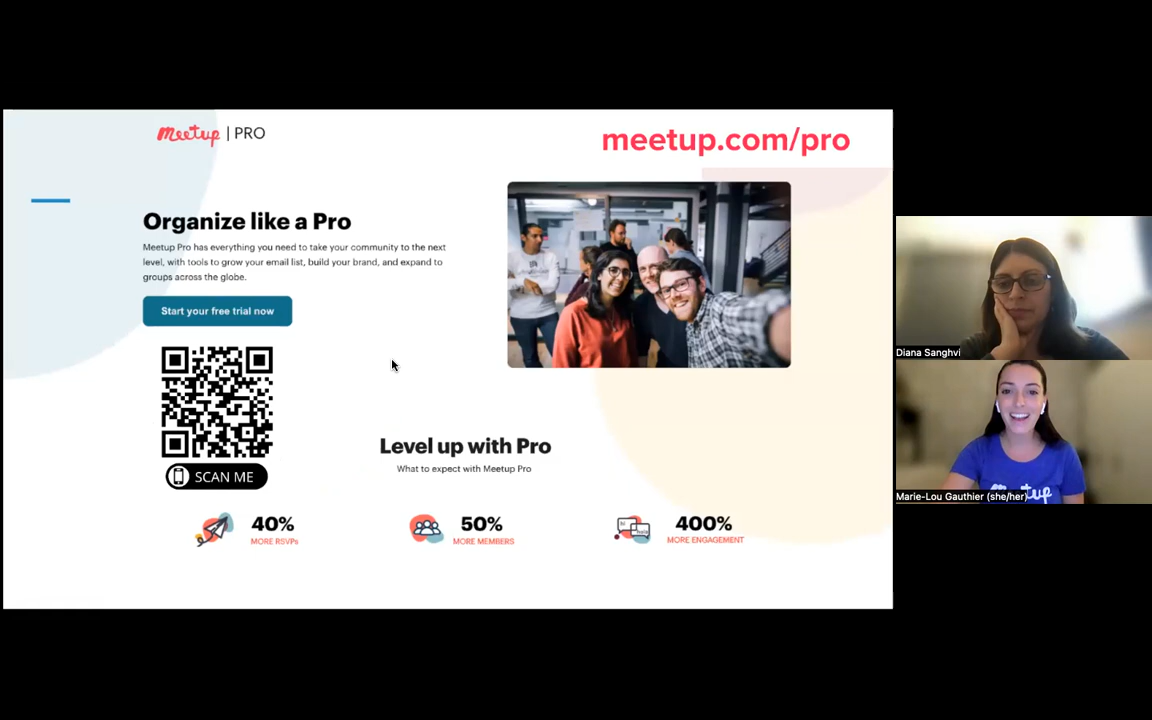 meetup | PRO
meetup.com/pro
Organize like a Pro
Meetup Pro has everything you need to take your community to the next
level, with tools to grow your email list, build your brand, and expand to
groups across the globe.
Start your free trial now
SCAN ME
Level up with Pro
What to expect with Meetup Pro
40%
MORE RSVPs
50%
MORE MEMBERS
400%
MORE ENGAGEMENT
Diana Sanghvi
Marie-Lou Gauthier (she/her)